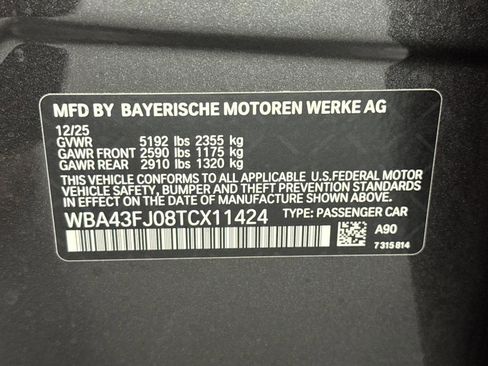 MFD BY BAYERISCHE MOTOREN WERKE AG
12/25
GVWR 5192 lbs 2355 kg
GAWR FRONT 2590 lbs 1175 kg
GAWR REAR 2910 lbs 1320 kg
THIS VEHICLE CONFORMS TO ALL APPLICABLE U.S.FEDERAL MOTOR
VEHICLE SAFETY, BUMPER AND THEFT PREVENTION STANDARDS
IN EFFECT ON THE DATE OF MANUFACTURE SHOWN ABOVE.
WBA43FJ08TCX11424 TYPE: PASSENGER CAR
A90
7315814